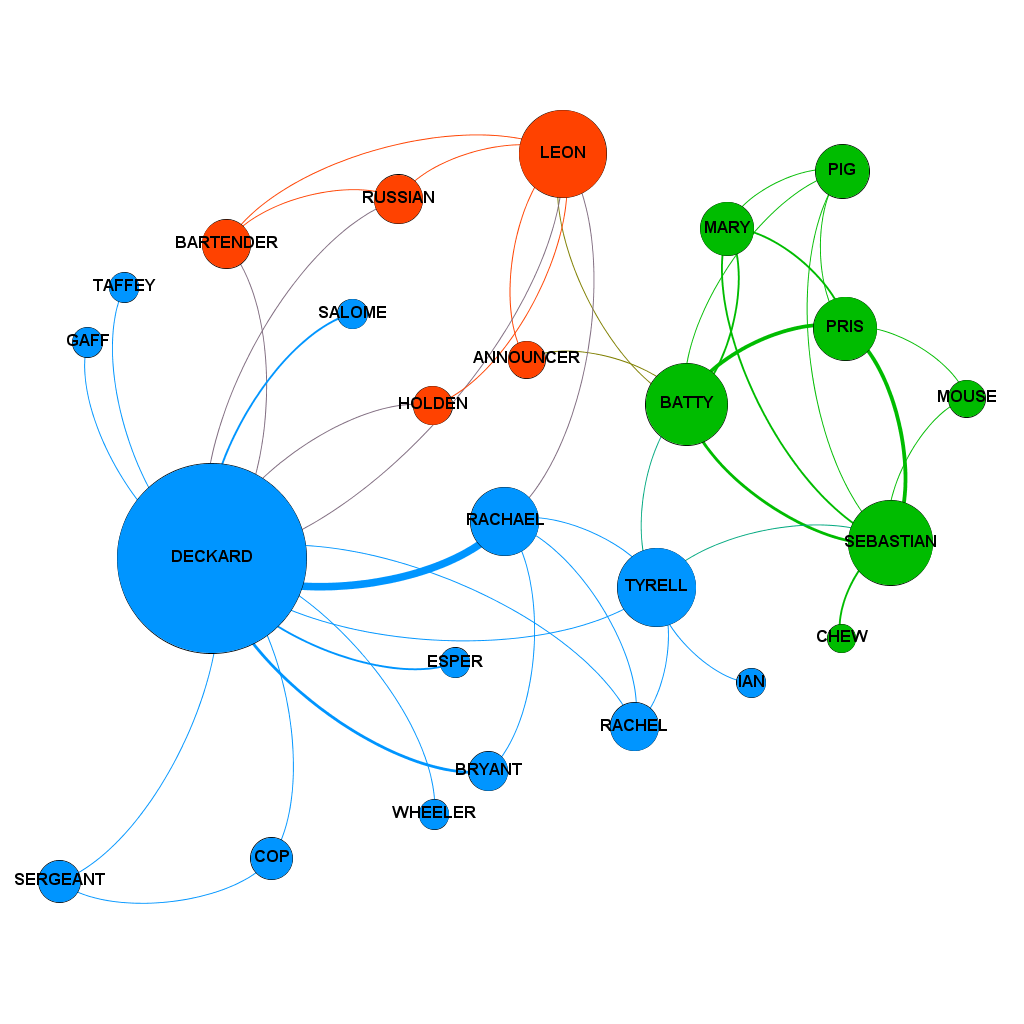 LEON
PIG
RUSSIAN
MARY
BARTENDER
TAFFEY
SALOME
PRIS
GAFF
ANNOUNCER
MOUSE
HOLDEN
BATTY
RACHAEL
SEBASTIAN
DECKARD
TYRELL
CHEW
ESPER
IAN
RACHEL
BRYANT
WHEELER
COP
SERGEANT